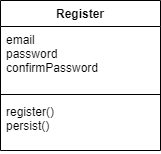 Register
email
password
confirmPassword
register()
persist()